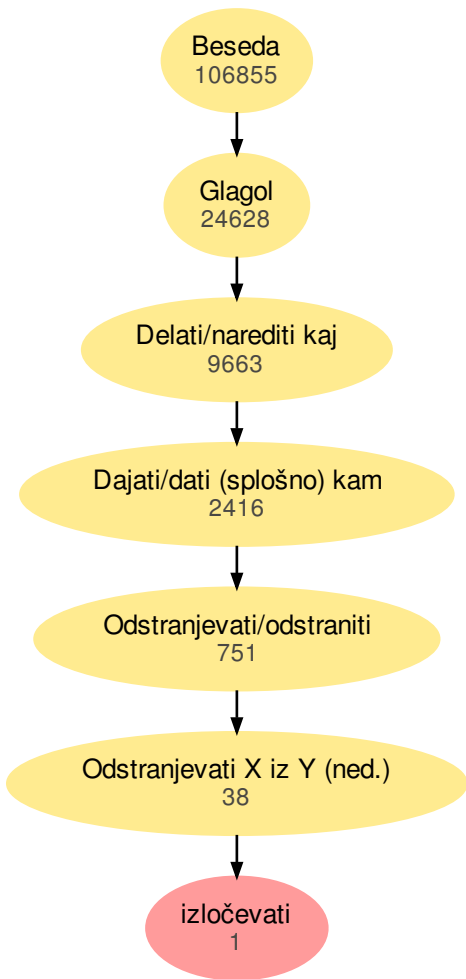 Beseda
106855
Glagol
24628
Delati/narediti kaj
9663
Dajati/dati (splošno) kam
2416
Odstranjevati/odstraniti
751
Odstranjevati X iz Y (ned.)
38
izločevati
1